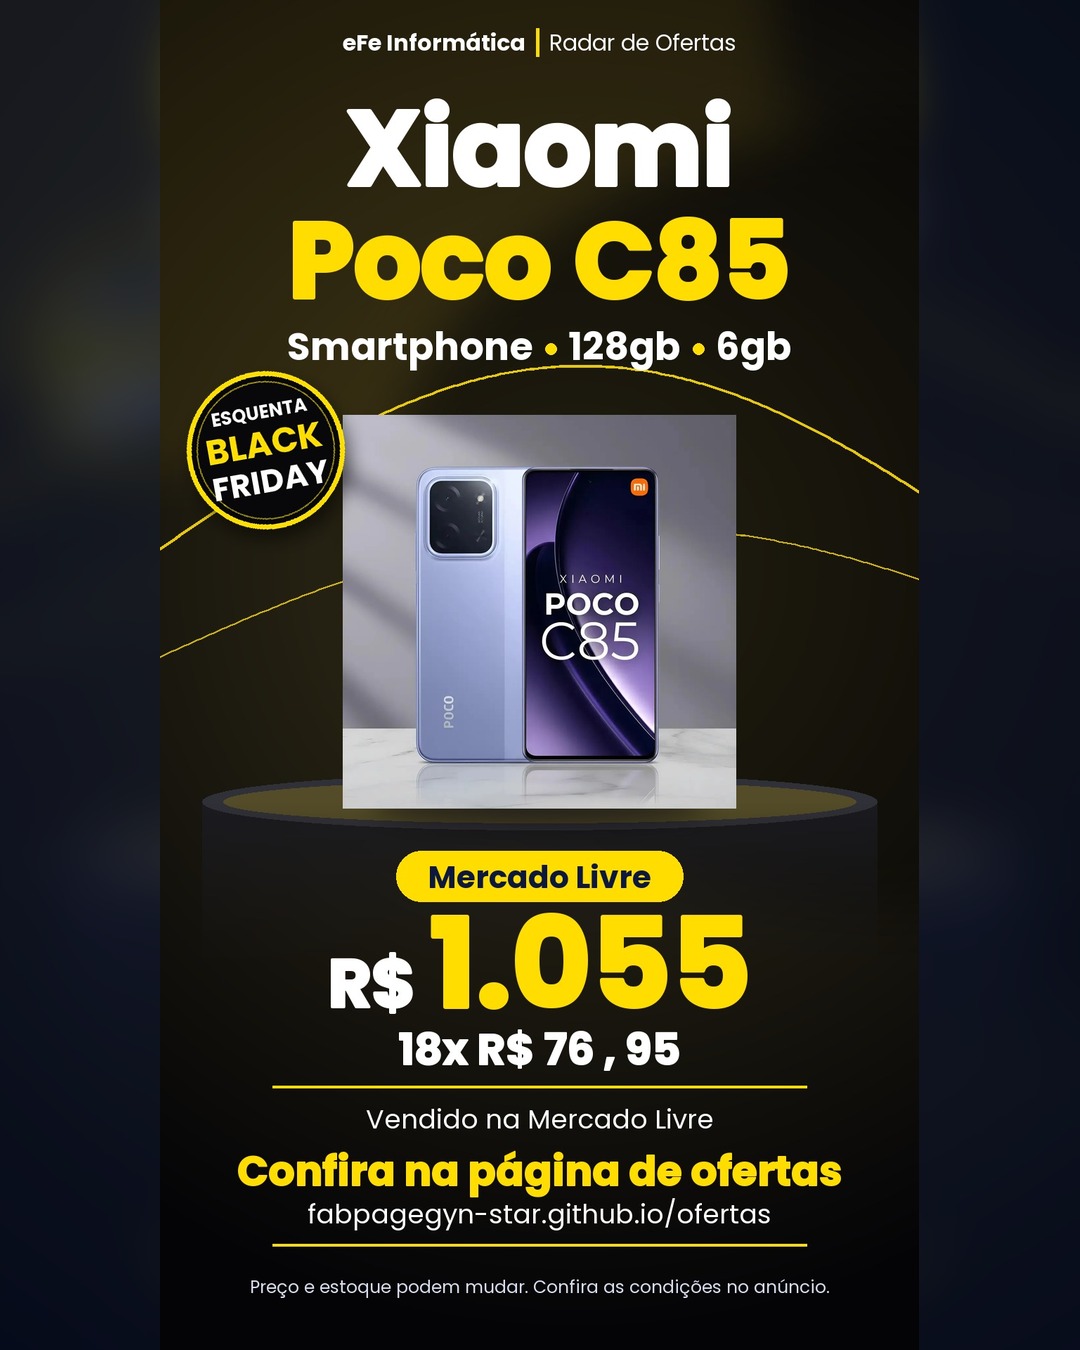 eFe Informática | Radar de Ofertas
Xiaomi
Poco C85
Smartphone • 128gb • 6gb
ESQUENTA
BLACK
FRIDAY
mi
XIAOMI
POCO
C85
POCO
Mercado Livre
R$ 1.055
18x R$ 76 , 95
Vendido na Mercado Livre
Confira na página de ofertas
fabpagegyn-star.github.io/ofertas
Preço e estoque podem mudar. Confira as condições no anúncio.